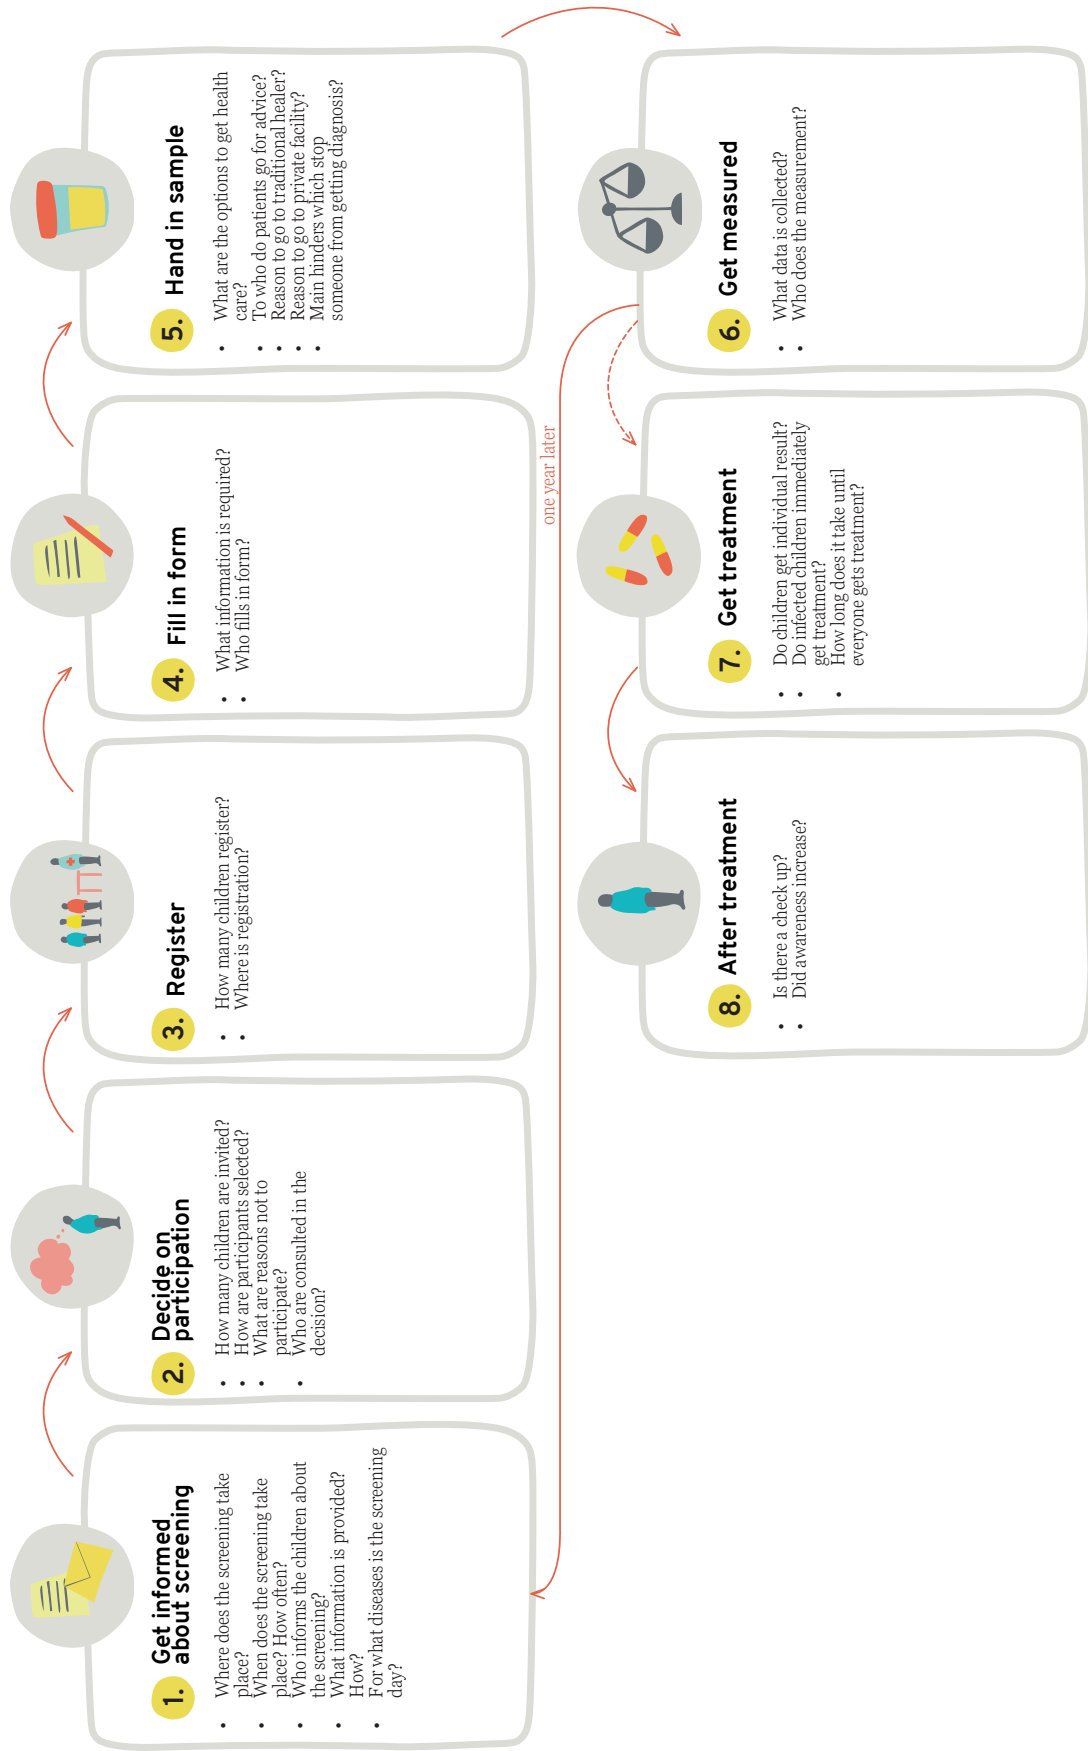 1. Get informed
about screening
• Where does the screening take
place?
• When does the screening take
place? How often?
• Who informs the children about
the screening?
• What information is provided?
How?
• For what diseases is the screening
day?
2. Decide on
participation
• How many children are invited?
• How are participants selected?
• What are reasons not to
participate?
• Who are consulted in the
decision?
3. Register
• How many children register?
• Where is registration?
4. Fill in form
• What information is required?
• Who fills in form?
5. Hand in sample
• What are the options to get health
care?
• To who do patients go for advice?
• Reason to go to traditional healer?
• Reason to go to private facility?
• Main hinders which stop
someone from getting diagnosis?
one year later
6. Get measured
• What data is collected?
• Who does the measurement?
7. Get treatment
• Do children get individual result?
• Do infected children immediately
get treatment?
• How long does it take until
everyone gets treatment?
8. After treatment
• Is there a check up?
• Did awareness increase?